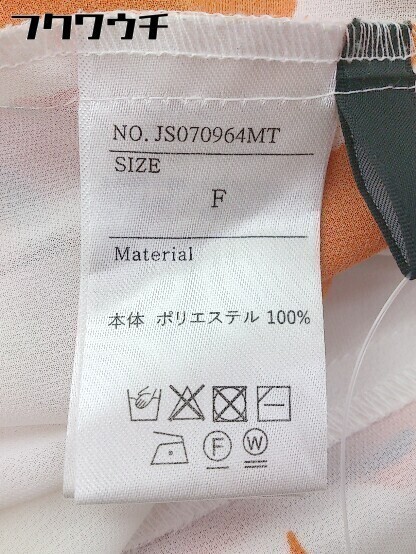 フクワウチ
NO. JS070964MT
SIZE
F
Material
本体 ポリエステル 100%
F W